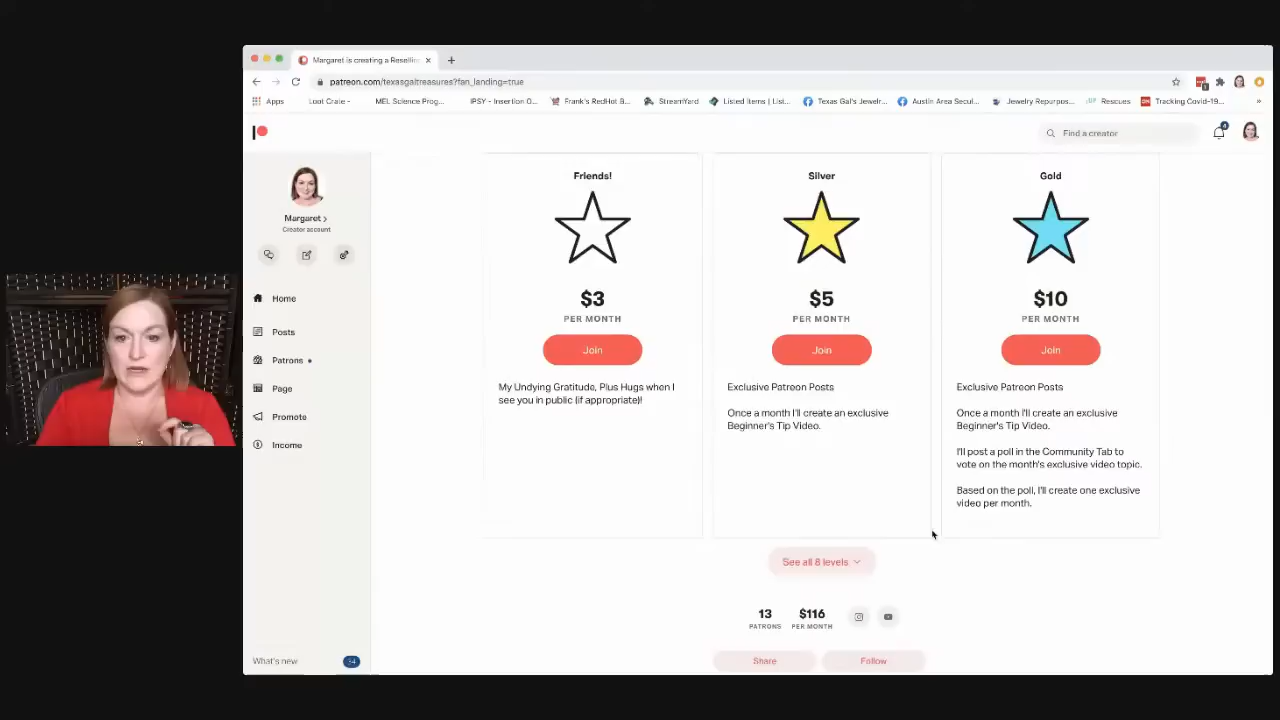 Margaret is creating a Reselli
patreon.com/texasgaltreasures?fan_landing=true
Apps
Loot Crate -
MEL Science Prog...
IPSY - Insertion O...
Frank's RedHot B...
StreamYard
Listed Items | List...
Texas Gal's Jewelr...
Austin Area Secul...
Jewelry Repurpos...
Rescues
Tracking Covid-19...
»
Find a creator
Margaret
Creator account
Home
Posts
Patrons
Page
Promote
Income
What's new
Friends!
$3
PER MONTH
Join
My Undying Gratitude, Plus Hugs when I
see you in public (if appropriate)!
Silver
$5
PER MONTH
Join
Exclusive Patreon Posts
Once a month I'll create an exclusive
Beginner's Tip Video.
Gold
$10
PER MONTH
Join
Exclusive Patreon Posts
Once a month I'll create an exclusive
Beginner's Tip Video.
I'll post a poll in the Community Tab to
vote on the month's exclusive video topic.
Based on the poll, I'll create one exclusive
video per month.
See all 8 levels
13
PATRONS
$116
PER MONTH
Share
Follow